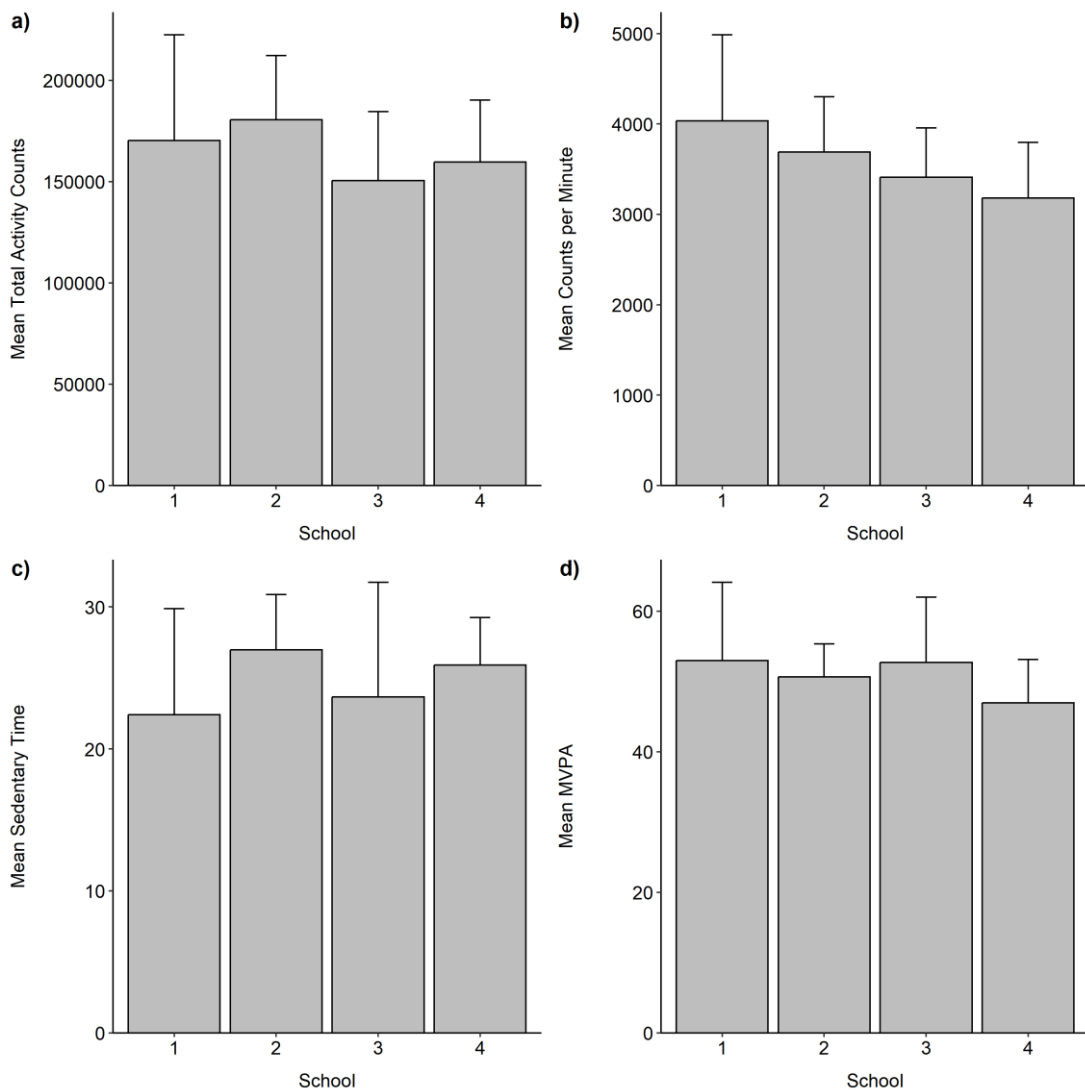 a)
Mean Total Activity Counts
200000
150000
100000
50000
0
1 2 3 4
School
b)
Mean Counts per Minute
5000
4000
3000
2000
1000
0
1 2 3 4
School
c)
Mean Sedentary Time
30
20
10
0
1 2 3 4
School
d)
Mean MVPA
60
40
20
0
1 2 3 4
School